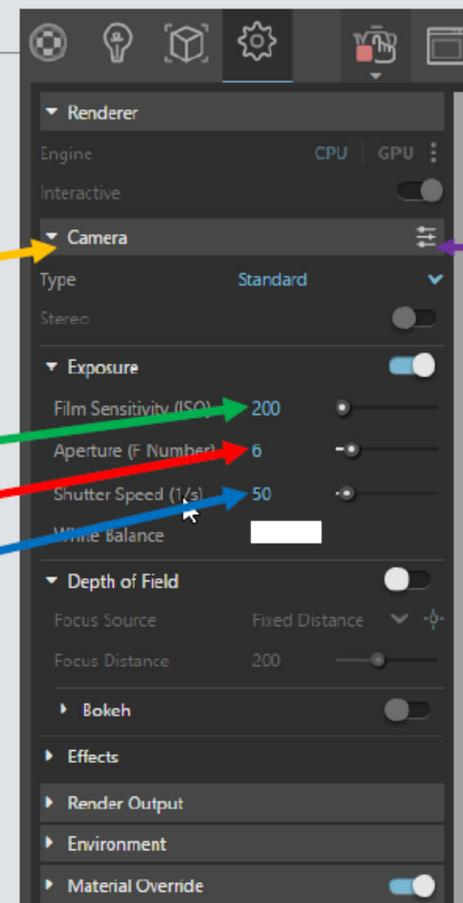 Renderer
Engine CPU GPU
Interactive
Camera
Type Standard
Stereo
Exposure
Film Sensitivity (ISO) 200
Aperture (F Number) 6
Shutter Speed (1/s) 50
White Balance
Depth of Field
Focus Source Fixed Distance
Focus Distance 200
Bokeh
Effects
Render Output
Environment
Material Override